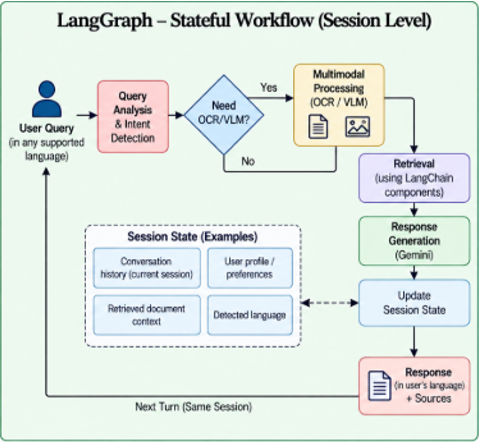 LangGraph – Stateful Workflow (Session Level)
User Query
(in any supported
language)
Query
Analysis
& Intent
Detection
Need
OCR/VLM?
Yes
No
Multimodal
Processing
(OCR / VLM)
Retrieval
(using LangChain
components)
Response
Generation
(Gemini)
Update
Session State
Response
(in user's language)
+ Sources
Session State (Examples)
Conversation
history (current session)
User profile /
preferences
Retrieved document
context
Detected language
Next Turn (Same Session)